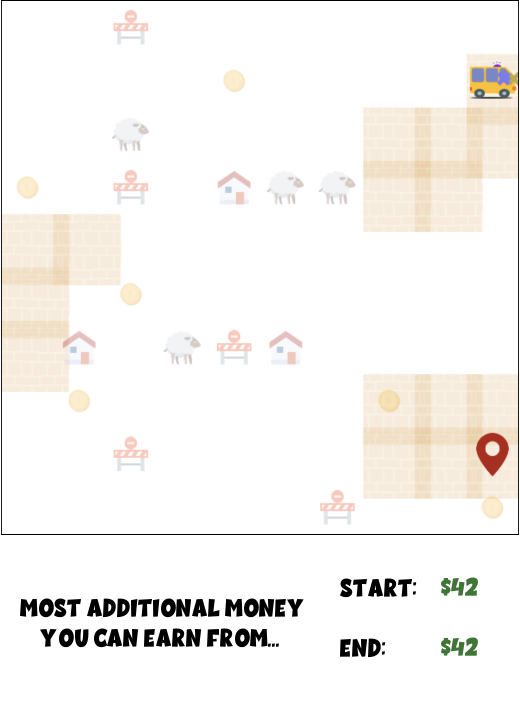 START: $42
MOST ADDITIONAL MONEY
YOU CAN EARN FROM...
END: $42